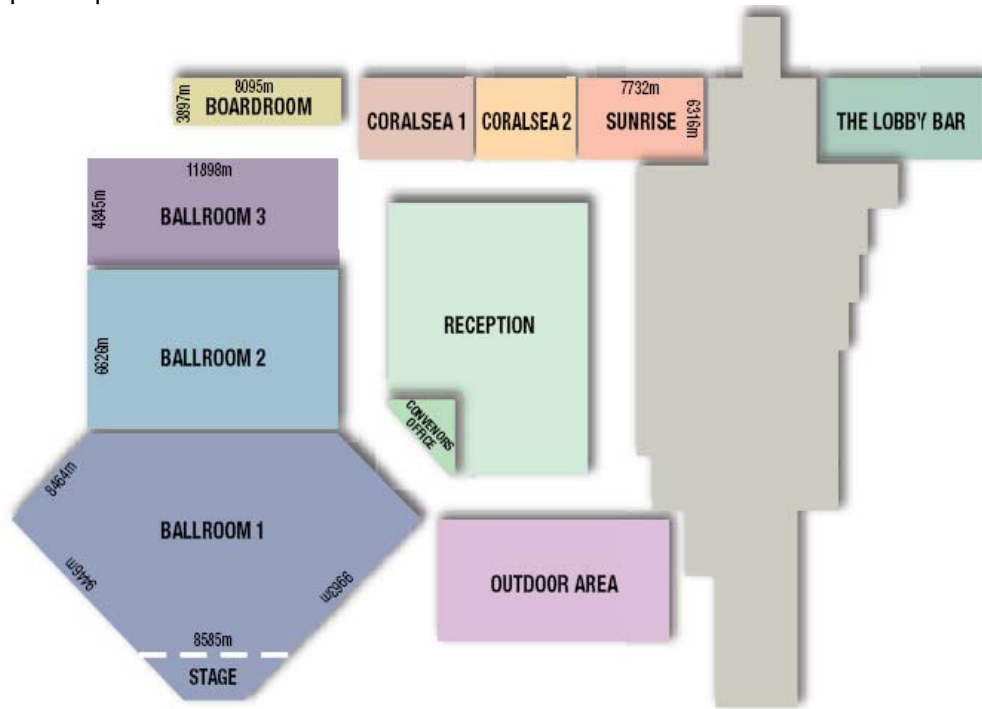 8095m
3897m
BOARDROOM
CORALSEA 1
CORALSEA 2
7732m
SUNRISE
6316m
THE LOBBY BAR
11898m
4845m
BALLROOM 3
6626m
BALLROOM 2
RECEPTION
CONVENORS
OFFICE
8464m
BALLROOM 1
9446m
9963m
8585m
STAGE
OUTDOOR AREA